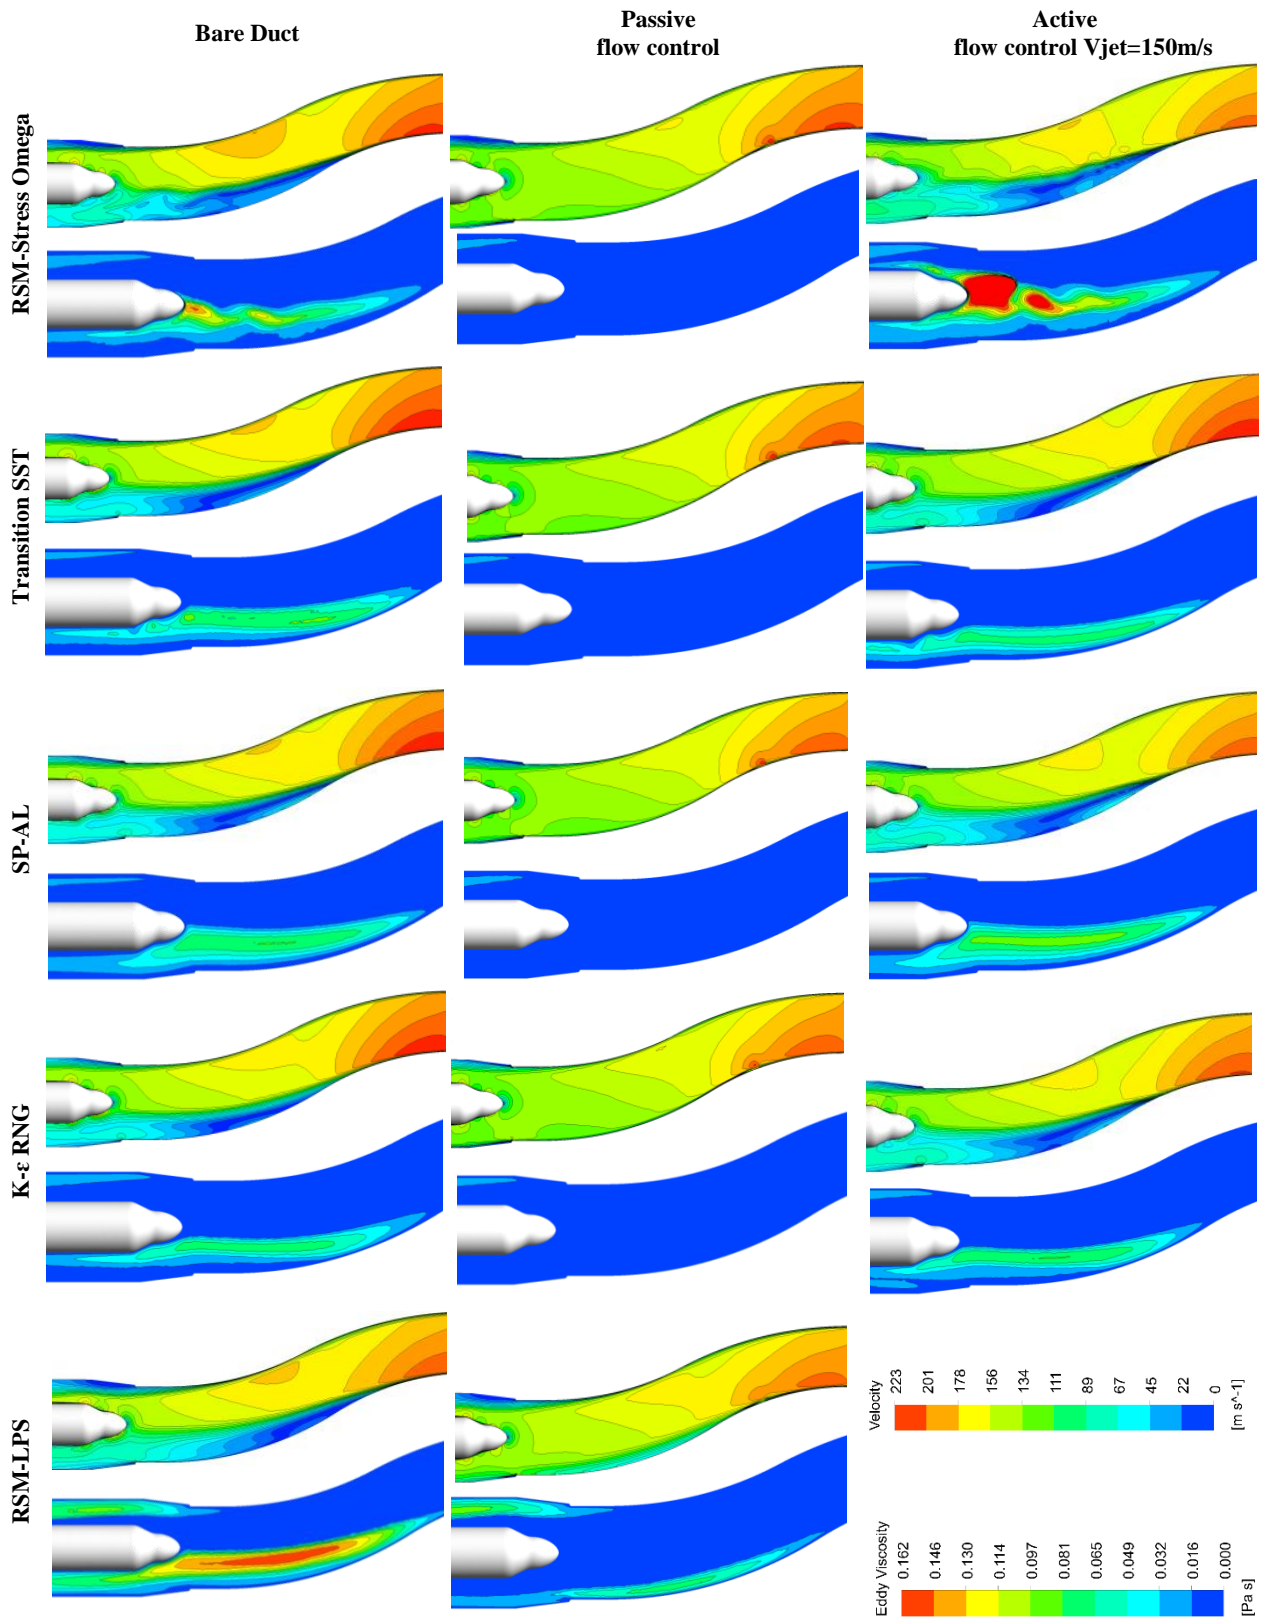 Bare Duct
Passive
flow control
Active
flow control Vjet=150m/s
RSM-Stress Omega
Transition SST
SP-AL
K-ε RNG
RSM-LPS
Velocity
223
201
178
156
134
111
89
67
45
22
0
[m s^-1]
Eddy Viscosity
0.162
0.146
0.130
0.114
0.097
0.081
0.065
0.049
0.032
0.016
0.000
[Pa s]